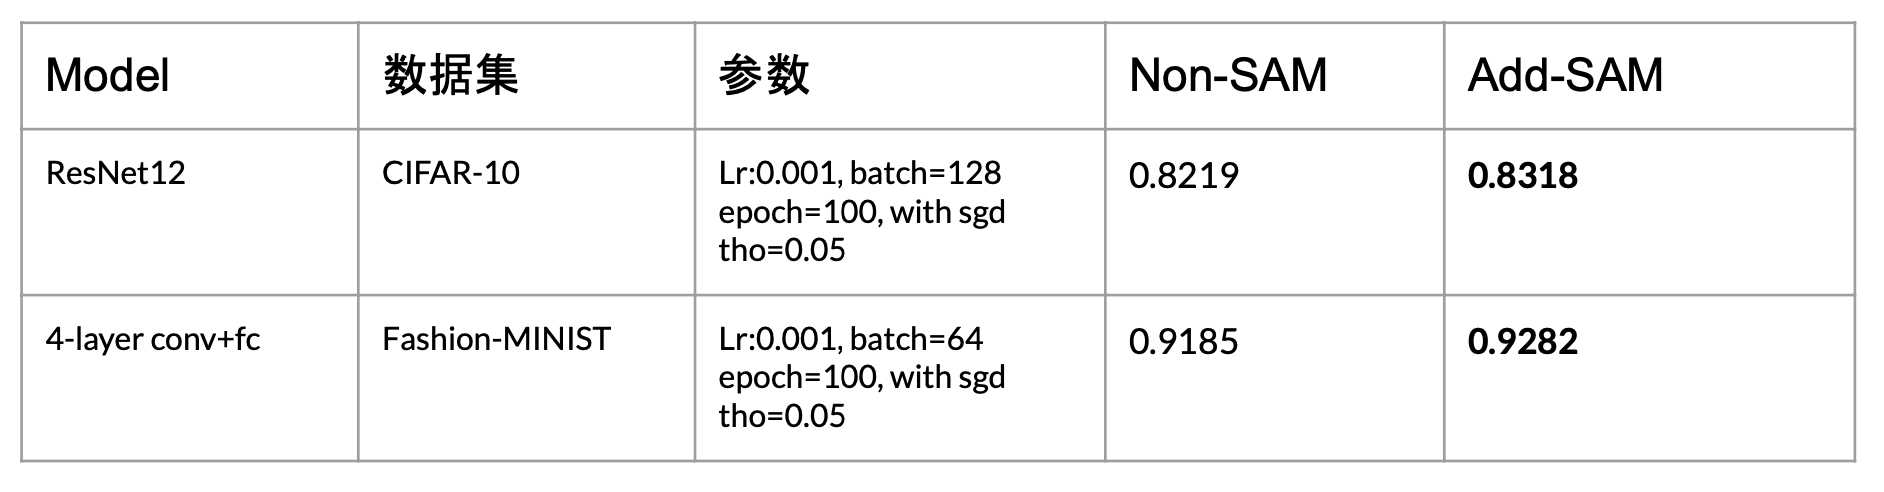 Model 数据集 参数 Non-SAM Add-SAM
ResNet12 CIFAR-10 Lr:0.001, batch=128 0.8219 0.8318
epoch=100, with sgd
tho=0.05
4-layer conv+fc Fashion-MINIST Lr:0.001, batch=64 0.9185 0.9282
epoch=100, with sgd
tho=0.05